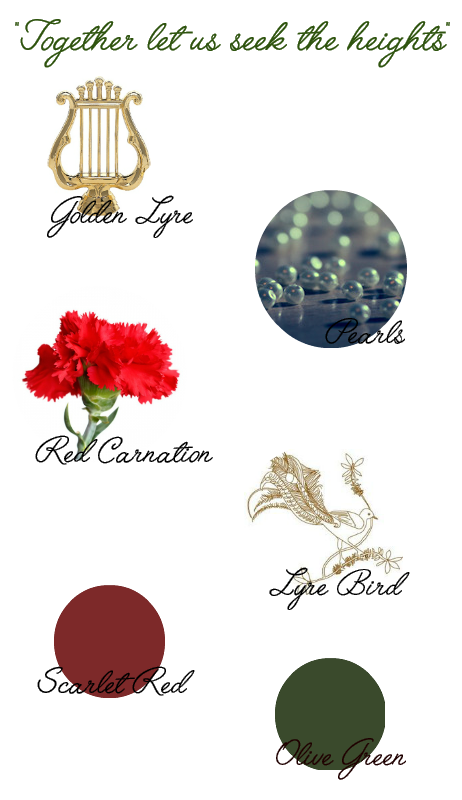 "Together let us seek the heights"
Golden Lyre
Pearls
Red Carnation
Lyre Bird
Scarlet Red
Olive Green